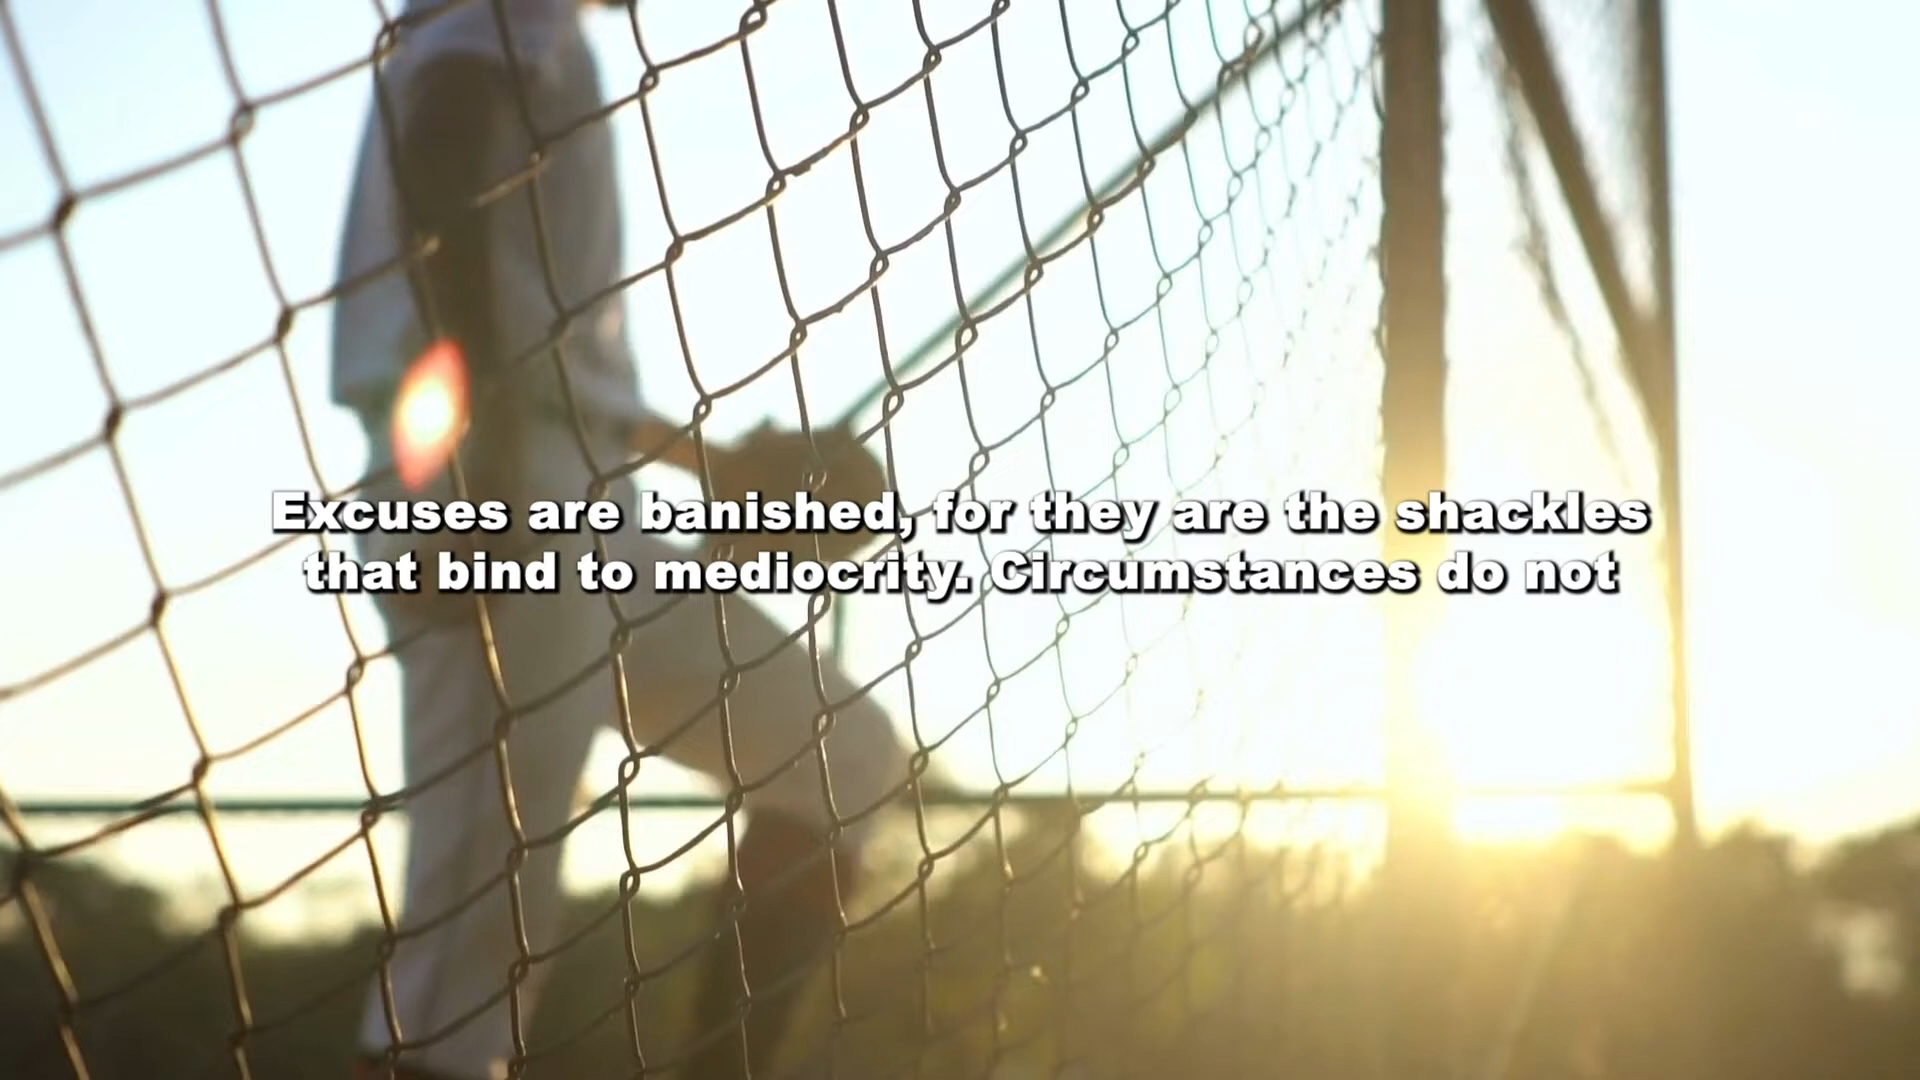 Excuses are banished, for they are the shackles
that bind to mediocrity. Circumstances do not